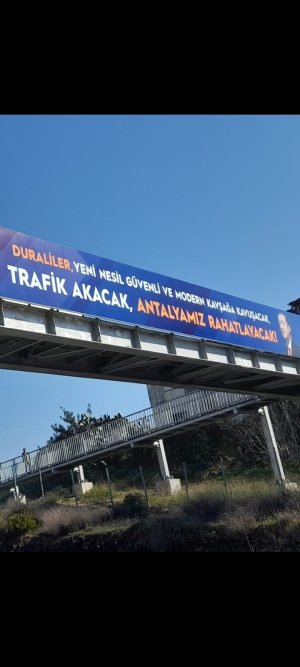 DURALİLER, YENİ NESİL GÜVENLİ VE MODERN KAVŞAĞA KAVUŞACAK,
TRAFİK AKACAK, ANTALYAMIZ RAHATLAYACAK!